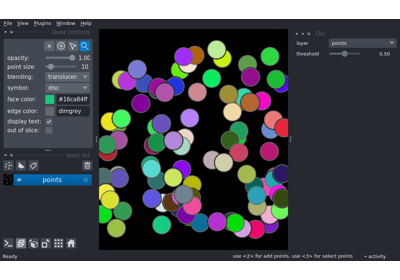 File View Plugins Window Help
layer controls
opacity: 1.00
point size: 10
blending: translucen
symbol: disc
face color: #16ca84ff
edge color: dimgrey
display text:
out of slice:
layer list
points
layer points
threshold 0.50
Ready use <2> for add points, use <3> for select points activity